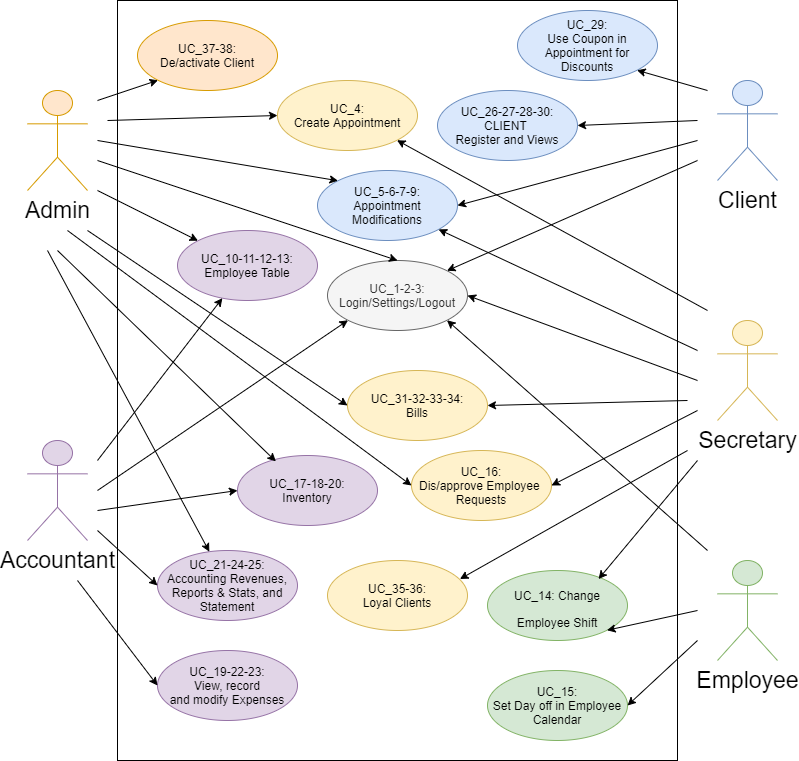 UC_29:
Use Coupon in
Appointment for
Discounts
UC_37-38:
De/activate Client
UC_4:
Create Appointment
UC_26-27-28-30:
CLIENT
Register and Views
Admin
Client
UC_5-6-7-9:
Appointment
Modifications
UC_10-11-12-13:
Employee Table
UC_1-2-3:
Login/Settings/Logout
UC_31-32-33-34:
Bills
Secretary
UC_16:
Dis/approve Employee
Requests
UC_17-18-20:
Inventory
Accountant
UC_21-24-25:
Accounting Revenues,
Reports & Stats, and
Statement
UC_35-36:
Loyal Clients
UC_14: Change
Employee Shift
Employee
UC_19-22-23:
View, record
and modify Expenses
UC_15:
Set Day off in Employee
Calendar